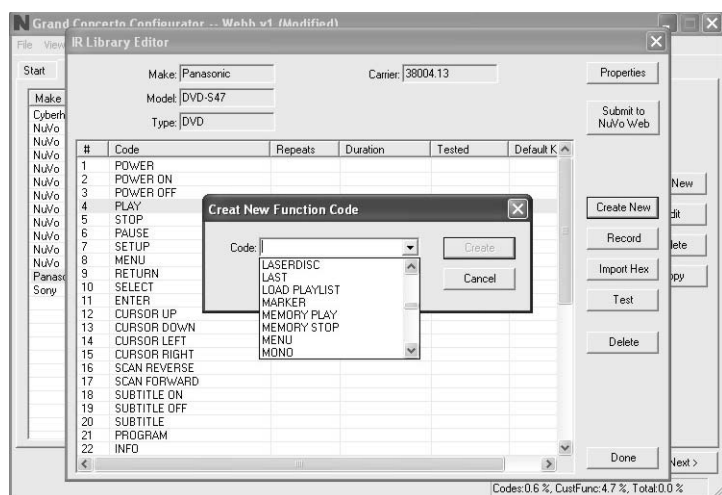 Grand Concerto Configurator -- Webb v1 (Modified)
File View
IR Library Editor
Start
Make: Panasonic
Carrier: 38004.13
Model: DVD-S47
Type: DVD
Properties
Submit to
NuVo Web
Make
NuVo
NuVo
NuVo
NuVo
NuVo
NuVo
NuVo
NuVo
NuVo
NuVo
NuVo
Sony
# Code Repeats Duration Tested Default K
1 POWER
2 POWER ON
3 POWER OFF
4 PLAY
5 STOP
6 PAUSE
7 SETUP
8 MENU
9 RETURN
10 SELECT
11 ENTER
12 CURSOR UP
13 CURSOR DOWN
14 CURSOR LEFT
15 CURSOR RIGHT
16 SCAN REVERSE
17 SCAN FORWARD
18 SUBTITLE ON
19 SUBTITLE OFF
20 SUBTITLE
21 PROGRAM
22 INFO
Creat New Function Code
Code:
Create
Cancel
LASERDISC
LAST
LOAD PLAYLIST
MARKER
MEMORY PLAY
MEMORY STOP
MENU
MONO
Create New
Record
Import Hex
Test
Delete
Done
New
Next >
Codes:0.6 %, CustFunc:4.7 %, Total:0.0 %